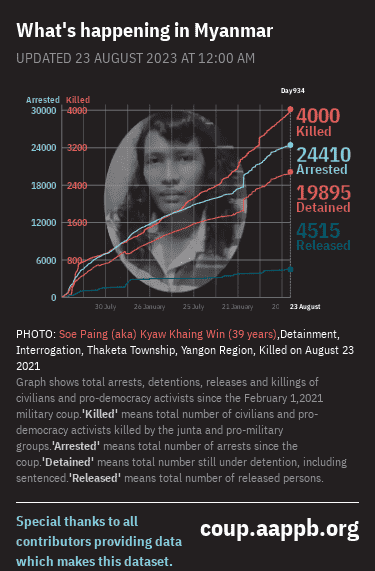 What's happening in Myanmar
UPDATED 23 AUGUST 2023 AT 12:00 AM
Day934
Arrested Killed
30000 4000
24000 3200
18000 2400
12000 1600
6000 800
0
4000
Killed
24410
Arrested
19895
Detained
4515
Released
30 July 26 January 25 July 21 January 20 23 August
PHOTO: Soe Paing (aka) Kyaw Khaing Win (39 years),Detainment,
Interrogation, Thaketa Township, Yangon Region, Killed on August 23
2021
Graph shows total arrests, detentions, releases and killings of
civilians and pro-democracy activists since the February 1,2021
military coup.'Killed' means total number of civilians and pro-
democracy activists killed by the junta and pro-military
groups.'Arrested' means total number of arrests since the
coup.'Detained' means total number still under detention, including
sentenced.'Released' means total number of released persons.
Special thanks to all
contributors providing data
which makes this dataset.
coup.aappb.org